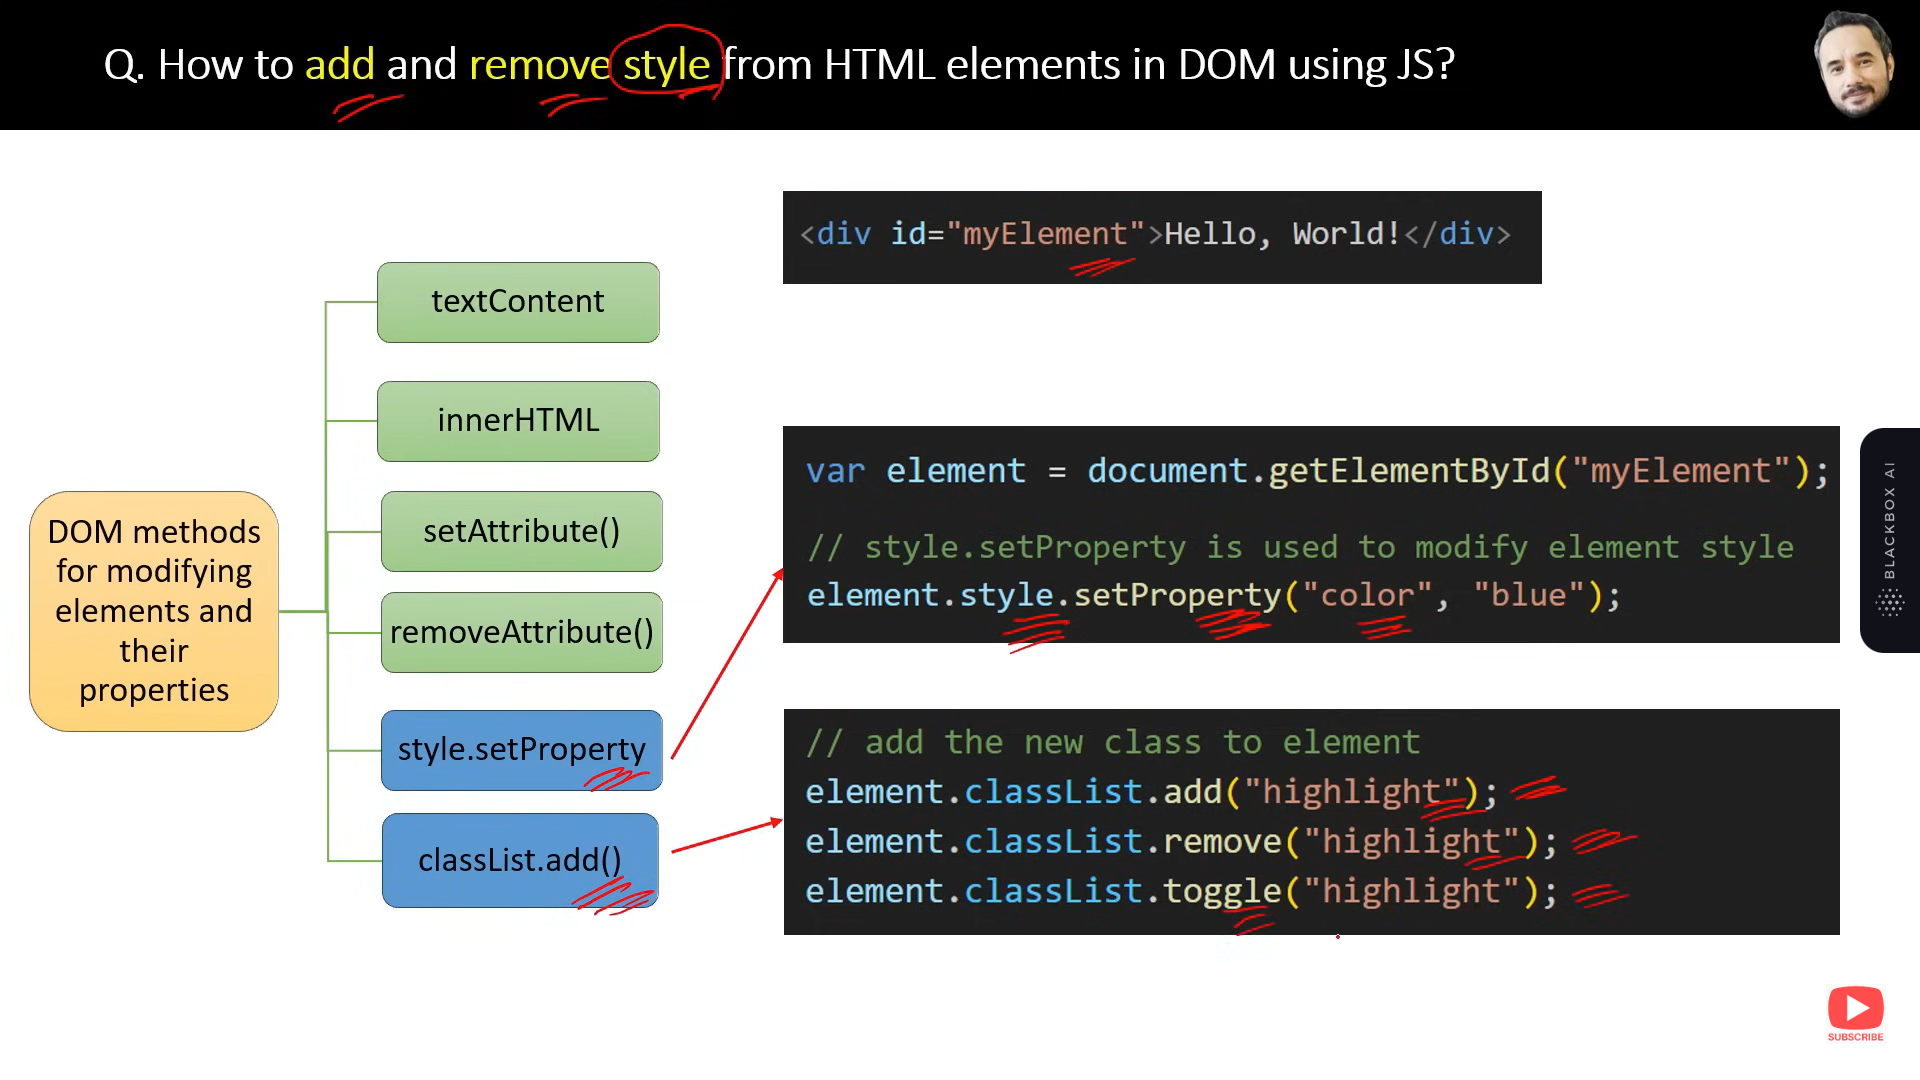 Q. How to add and remove style from HTML elements in DOM using JS?
<div id="myElement">Hello, World!</div>
textContent
innerHTML
setAttribute()
removeAttribute()
style.setProperty
classList.add()
DOM methods
for modifying
elements and
their
properties
var element = document.getElementById("myElement");
// style.setProperty is used to modify element style
element.style.setProperty("color", "blue");
// add the new class to element
element.classList.add("highlight");
element.classList.remove("highlight");
element.classList.toggle("highlight");
BLACKBOX AI
SUBSCRIBE